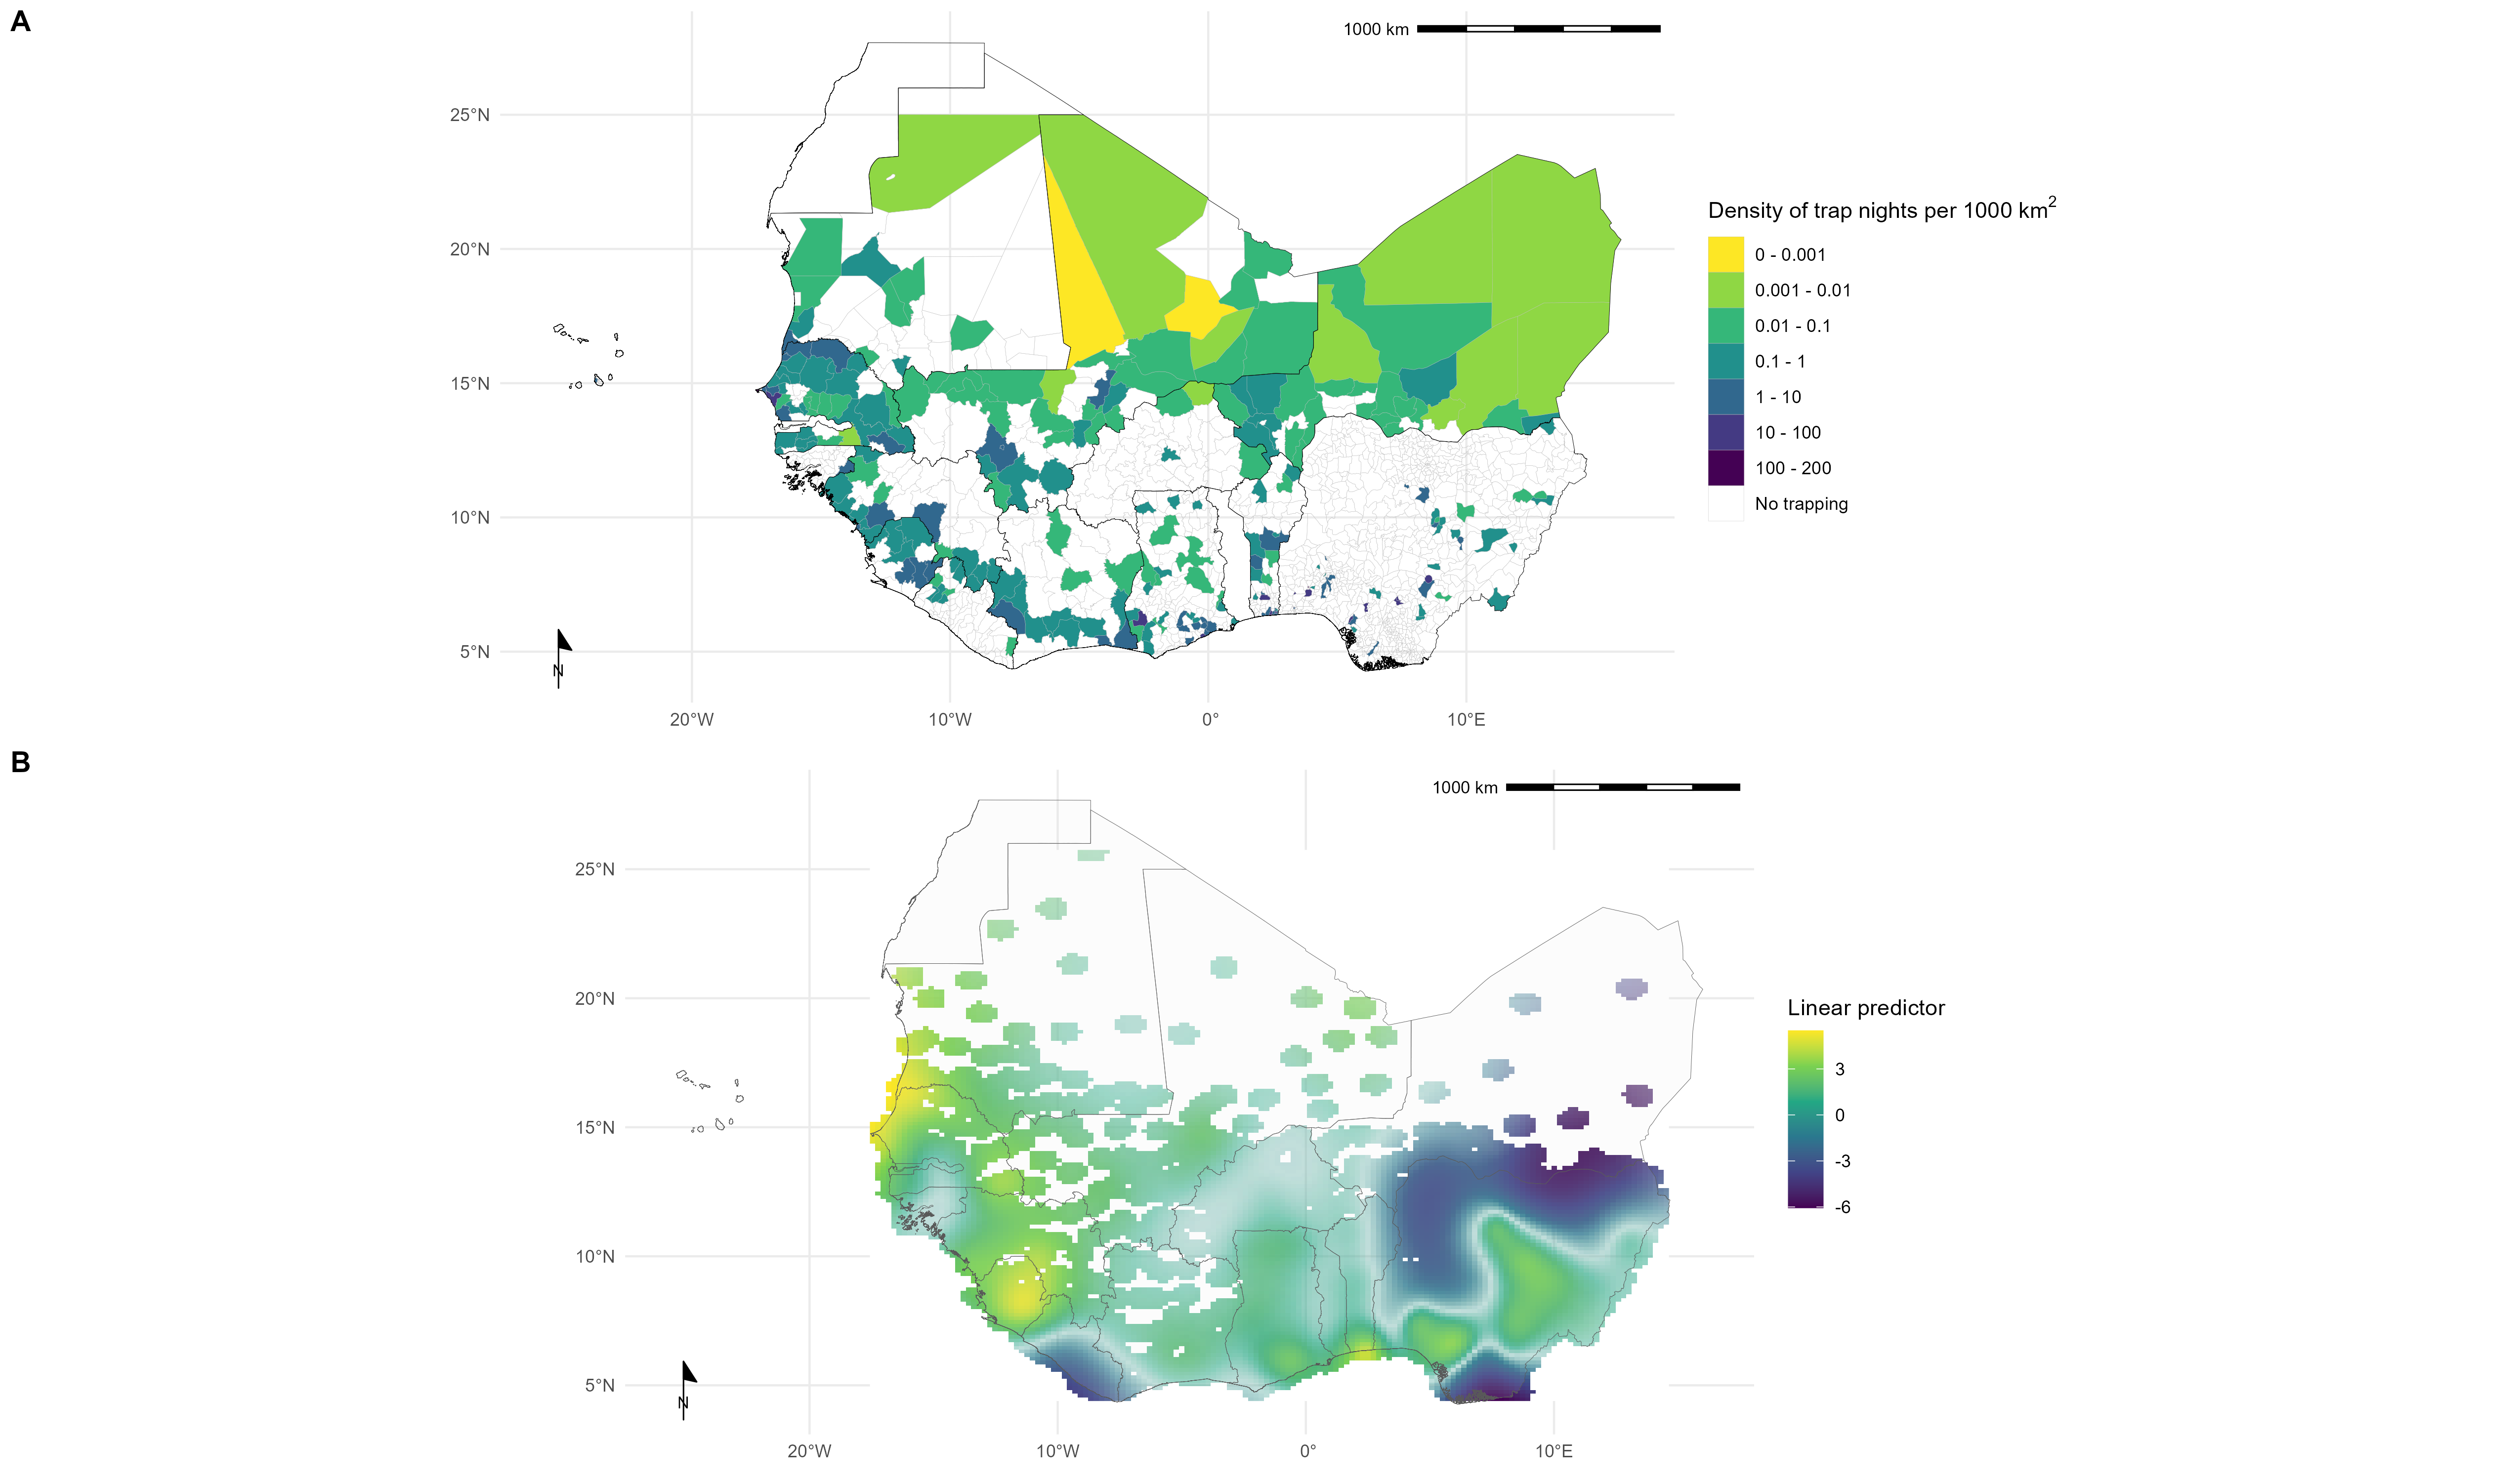 A
1000 km
25°N
20°N
15°N
10°N
5°N
N
20°W
10°W
0°
10°E
Density of trap nights per 1000 km²
0 - 0.001
0.001 - 0.01
0.01 - 0.1
0.1 - 1
1 - 10
10 - 100
100 - 200
No trapping
B
1000 km
25°N
20°N
15°N
10°N
5°N
N
20°W
10°W
0°
10°E
Linear predictor
3
0
-3
-6